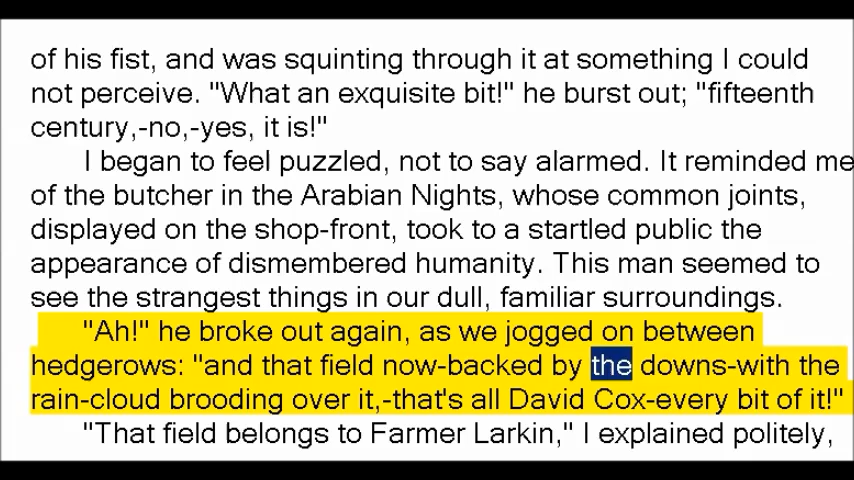 of his fist, and was squinting through it at something I could
not perceive. "What an exquisite bit!" he burst out; "fifteenth
century,-no,-yes, it is!"
I began to feel puzzled, not to say alarmed. It reminded me
of the butcher in the Arabian Nights, whose common joints,
displayed on the shop-front, took to a startled public the
appearance of dismembered humanity. This man seemed to
see the strangest things in our dull, familiar surroundings.
"Ah!" he broke out again, as we jogged on between
hedgerows: "and that field now-backed by the downs-with the
rain-cloud brooding over it,-that's all David Cox-every bit of it!"
"That field belongs to Farmer Larkin," I explained politely,